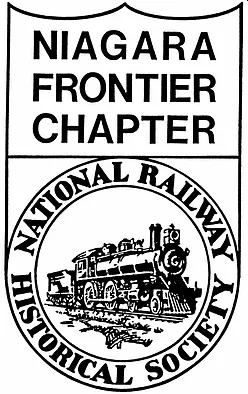 NIAGARA
FRONTIER
CHAPTER
NATIONAL RAILWAY
HISTORICAL SOCIETY